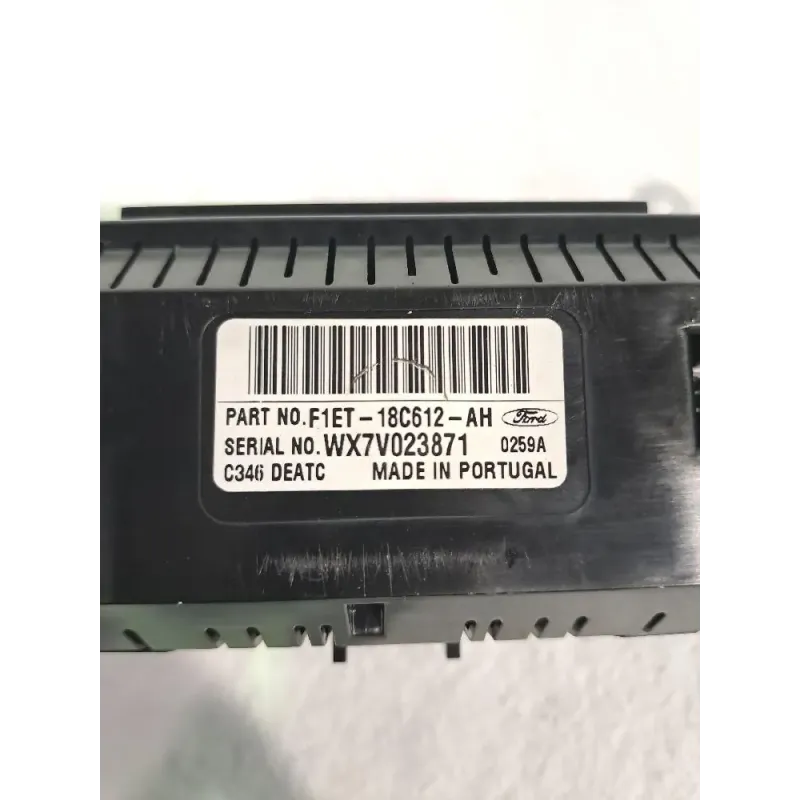 PART NO. F1ET-18C612-AH Ford
SERIAL NO. WX7V023871 0259A
C346 DEATC MADE IN PORTUGAL